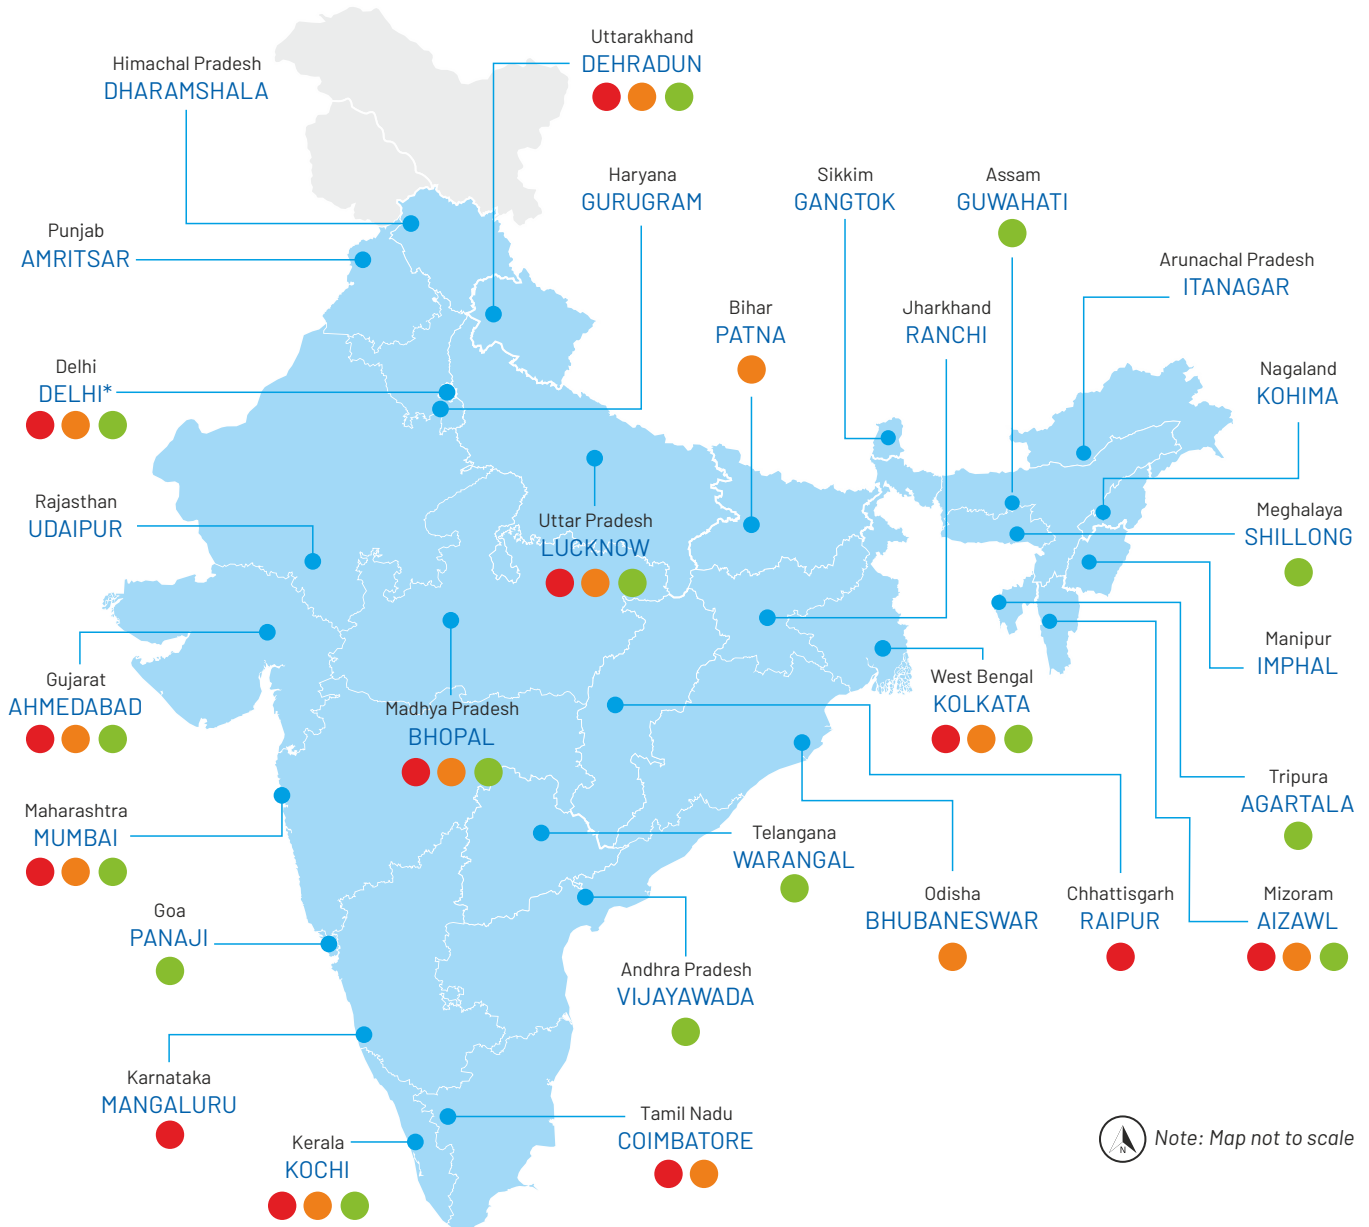 Uttarakhand
DEHRADUN
Himachal Pradesh
DHARAMSHALA
Haryana
GURUGRAM
Sikkim
GANGTOK
Assam
GUWAHATI
Punjab
AMRITSAR
Arunachal Pradesh
ITANAGAR
Bihar
PATNA
Jharkhand
RANCHI
Delhi
DELHI*
Nagaland
KOHIMA
Rajasthan
UDAIPUR
Uttar Pradesh
LUCKNOW
Meghalaya
SHILLONG
Manipur
IMPHAL
Gujarat
AHMEDABAD
Madhya Pradesh
BHOPAL
West Bengal
KOLKATA
Tripura
AGARTALA
Maharashtra
MUMBAI
Telangana
WARANGAL
Odisha
BHUBANESWAR
Chhattisgarh
RAIPUR
Mizoram
AIZAWL
Goa
PANAJI
Andhra Pradesh
VIJAYAWADA
Karnataka
MANGALURU
Tamil Nadu
COIMBATORE
Kerala
KOCHI
N
Note: Map not to scale